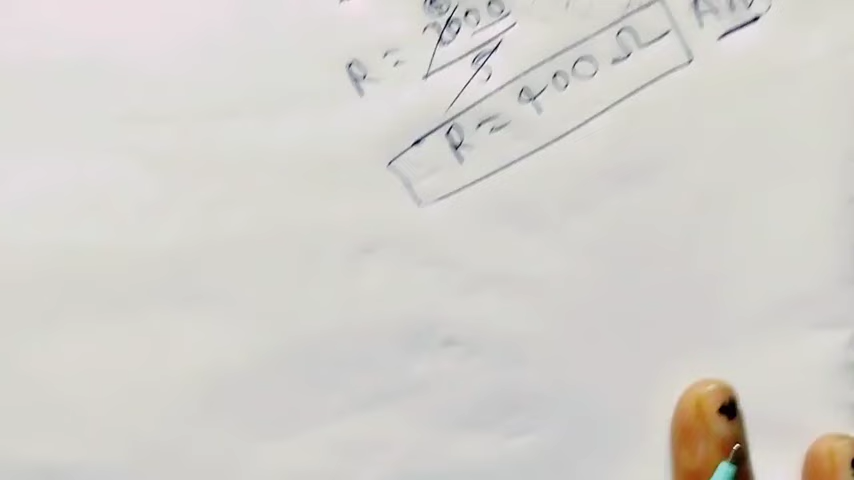 R = 2000/5
R = 400 Ω Ans